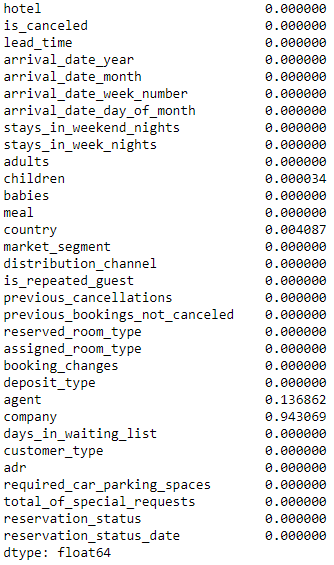 hotel 0.000000
is_canceled 0.000000
lead_time 0.000000
arrival_date_year 0.000000
arrival_date_month 0.000000
arrival_date_week_number 0.000000
arrival_date_day_of_month 0.000000
stays_in_weekend_nights 0.000000
stays_in_week_nights 0.000000
adults 0.000000
children 0.000034
babies 0.000000
meal 0.000000
country 0.004087
market_segment 0.000000
distribution_channel 0.000000
is_repeated_guest 0.000000
previous_cancellations 0.000000
previous_bookings_not_canceled 0.000000
reserved_room_type 0.000000
assigned_room_type 0.000000
booking_changes 0.000000
deposit_type 0.000000
agent 0.136862
company 0.943069
days_in_waiting_list 0.000000
customer_type 0.000000
adr 0.000000
required_car_parking_spaces 0.000000
total_of_special_requests 0.000000
reservation_status 0.000000
reservation_status_date 0.000000
dtype: float64